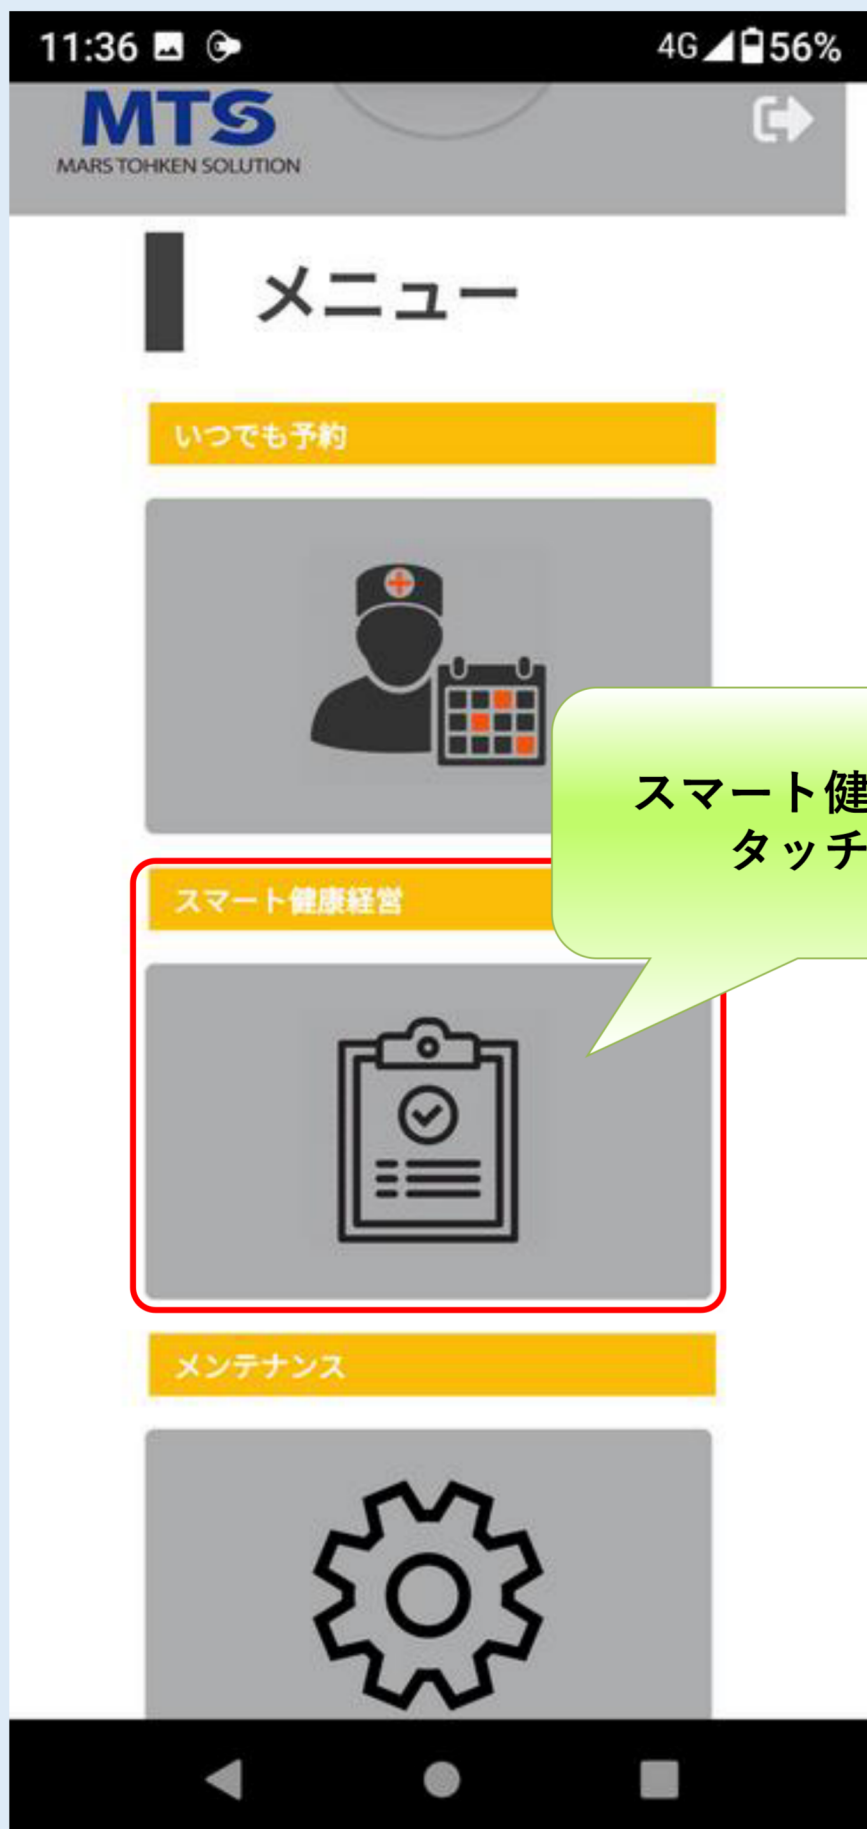 11:36
4G 56%
MTS
MARS TOHKEN SOLUTION
メニュー
いつでも予約
スマート健
タッチ
スマート健康経営
メンテナンス